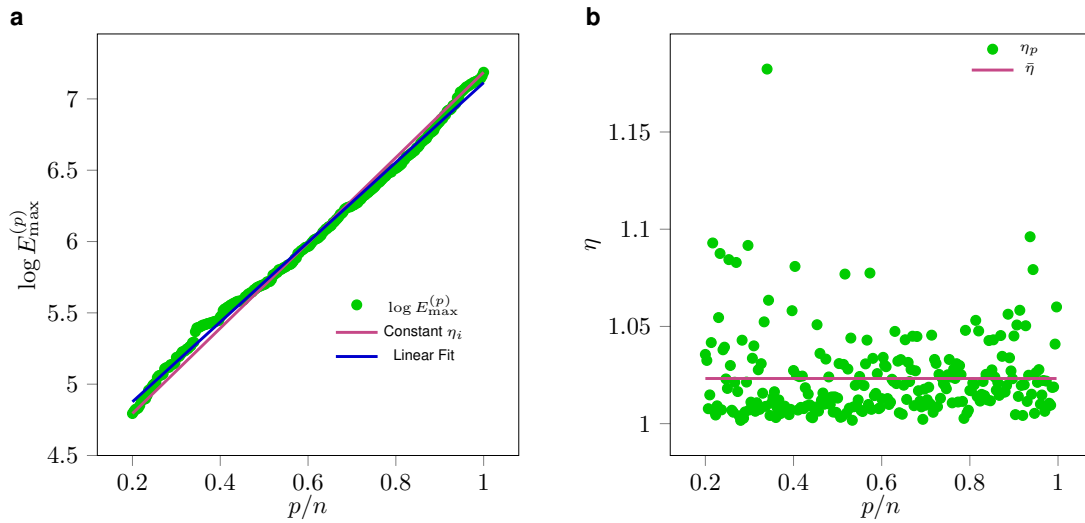 a
7
6.5
6
5.5
5
4.5
0.2
0.4
0.6
0.8
1
p/n
log E_max^(p)
log E_max^(p)
Constant η_i
Linear Fit
b
1.15
1.1
1.05
1
0.2
0.4
0.6
0.8
1
p/n
η
η_p
η̄